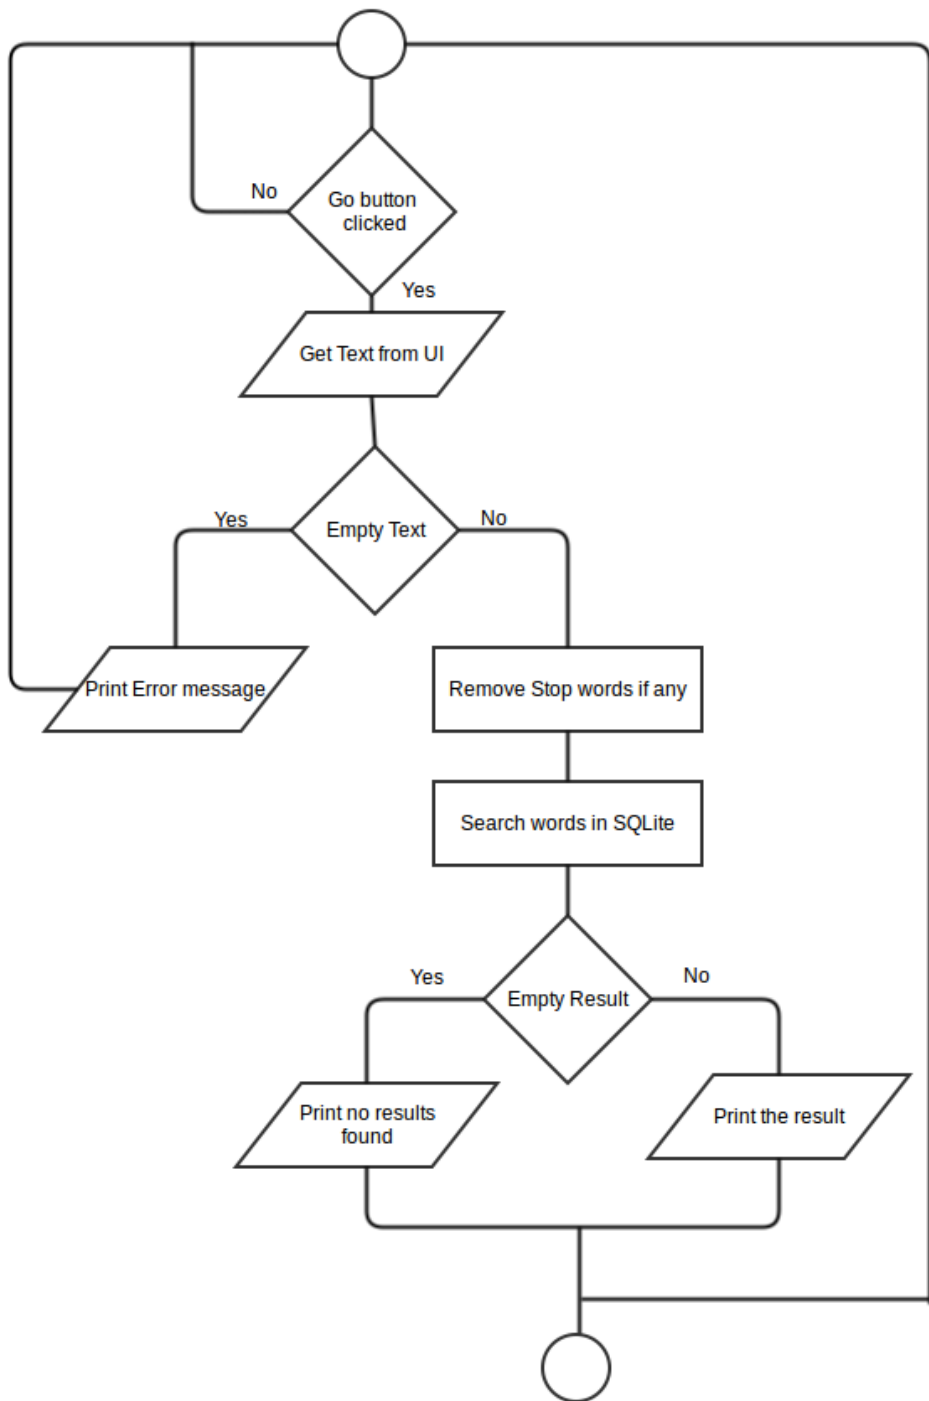 No
Go button
clicked
Yes
Get Text from UI
Yes
Empty Text
No
Print Error message
Remove Stop words if any
Search words in SQLite
Yes
Empty Result
No
Print no results
found
Print the result